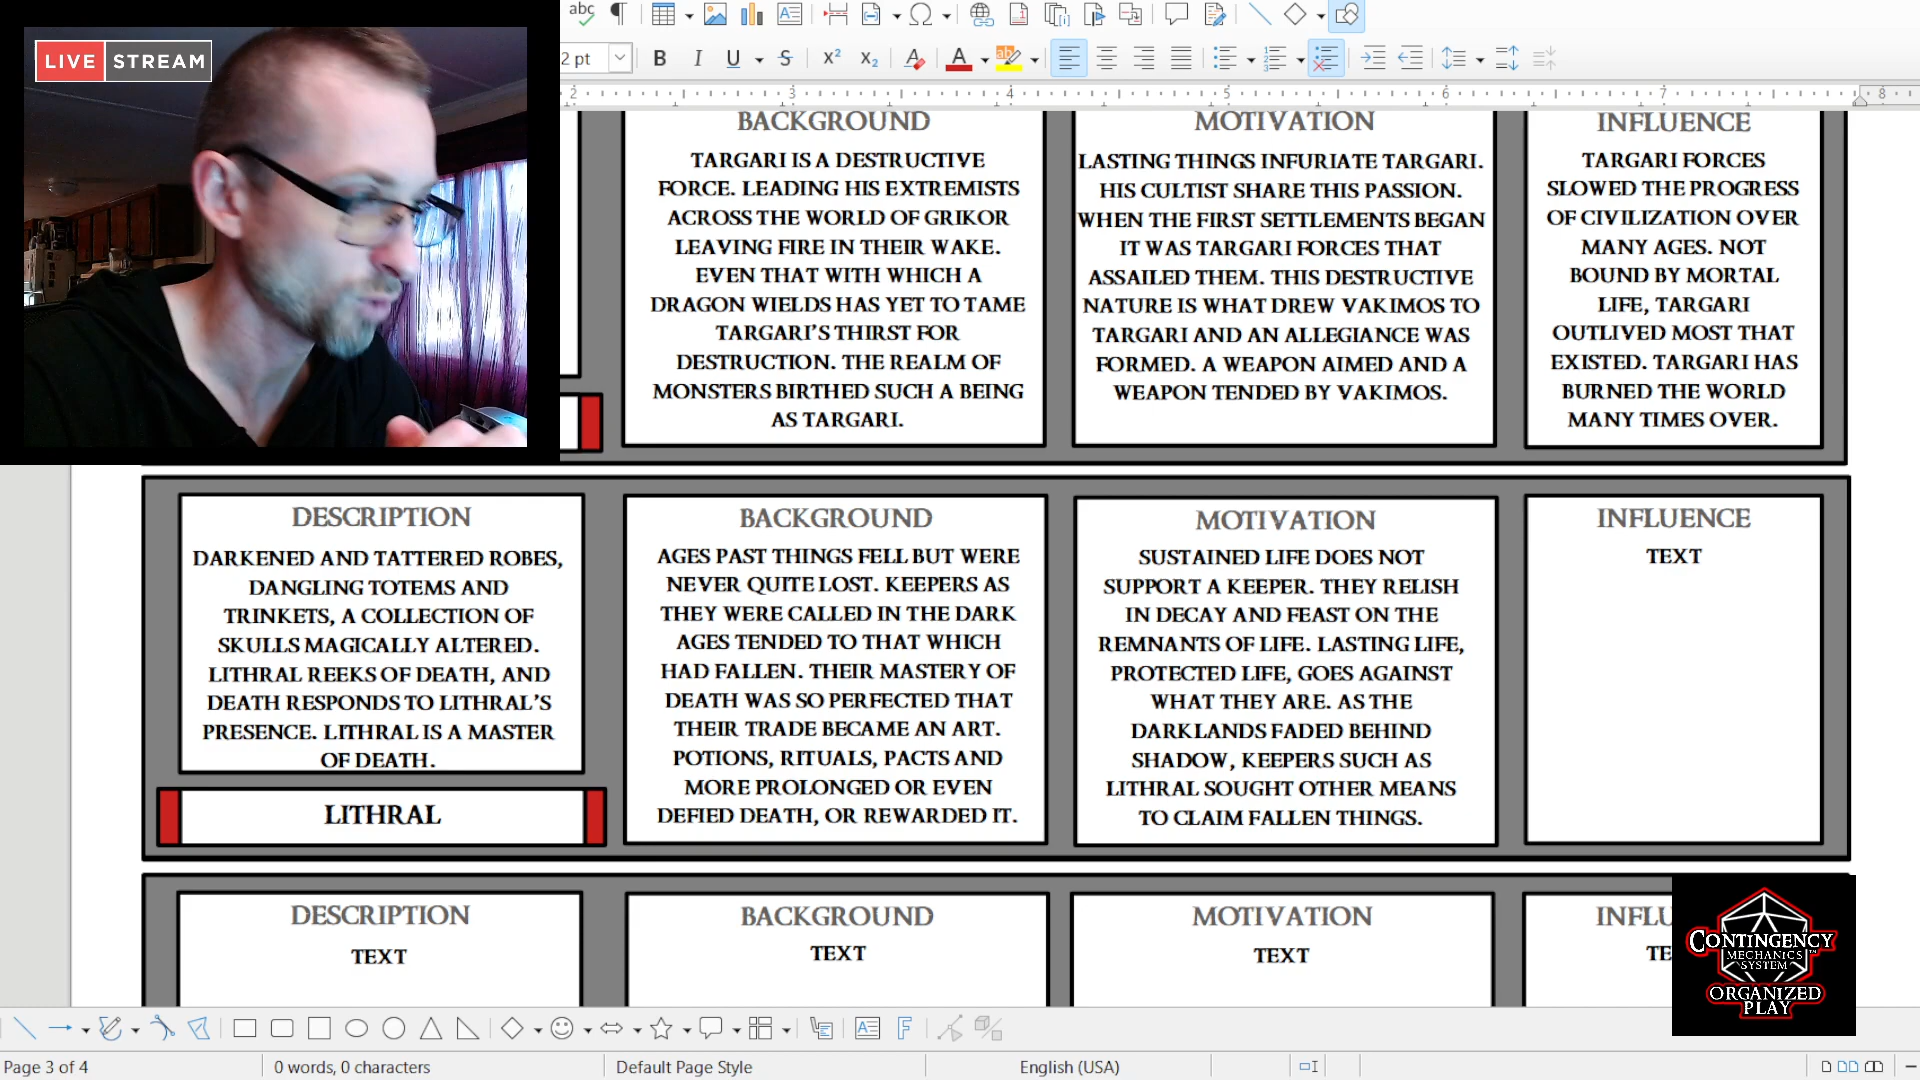 LIVE STREAM
abc
2 pt
B I U S X² X₂ A A ab
2 3 4 5 6 7 8
BACKGROUND
TARGARI IS A DESTRUCTIVE
FORCE. LEADING HIS EXTREMISTS
ACROSS THE WORLD OF GRIKOR
LEAVING FIRE IN THEIR WAKE.
EVEN THAT WITH WHICH A
DRAGON WIELDS HAS YET TO TAME
TARGARI'S THIRST FOR
DESTRUCTION. THE REALM OF
MONSTERS BIRTHED SUCH A BEING
AS TARGARI.
MOTIVATION
LASTING THINGS INFURIATE TARGARI.
HIS CULTIST SHARE THIS PASSION.
WHEN THE FIRST SETTLEMENTS BEGAN
IT WAS TARGARI FORCES THAT
ASSAILED THEM. THIS DESTRUCTIVE
NATURE IS WHAT DREW VAKIMOS TO
TARGARI AND AN ALLEGIANCE WAS
FORMED. A WEAPON AIMED AND A
WEAPON TENDED BY VAKIMOS.
INFLUENCE
TARGARI FORCES
SLOWED THE PROGRESS
OF CIVILIZATION OVER
MANY AGES. NOT
BOUND BY MORTAL
LIFE, TARGARI
OUTLIVED MOST THAT
EXISTED. TARGARI HAS
BURNED THE WORLD
MANY TIMES OVER.
DESCRIPTION
DARKENED AND TATTERED ROBES,
DANGLING TOTEMS AND
TRINKETS, A COLLECTION OF
SKULLS MAGICALLY ALTERED.
LITHRAL REEKS OF DEATH, AND
DEATH RESPONDS TO LITHRAL'S
PRESENCE. LITHRAL IS A MASTER
OF DEATH.
LITHRAL
BACKGROUND
AGES PAST THINGS FELL BUT WERE
NEVER QUITE LOST. KEEPERS AS
THEY WERE CALLED IN THE DARK
AGES TENDED TO THAT WHICH
HAD FALLEN. THEIR MASTERY OF
DEATH WAS SO PERFECTED THAT
THEIR TRADE BECAME AN ART.
POTIONS, RITUALS, PACTS AND
MORE PROLONGED OR EVEN
DEFIED DEATH, OR REWARDED IT.
MOTIVATION
SUSTAINED LIFE DOES NOT
SUPPORT A KEEPER. THEY RELISH
IN DECAY AND FEAST ON THE
REMNANTS OF LIFE. LASTING LIFE,
PROTECTED LIFE, GOES AGAINST
WHAT THEY ARE. AS THE
DARKLANDS FADED BEHIND
SHADOW, KEEPERS SUCH AS
LITHRAL SOUGHT OTHER MEANS
TO CLAIM FALLEN THINGS.
INFLUENCE
TEXT
DESCRIPTION
TEXT
BACKGROUND
TEXT
MOTIVATION
TEXT
INFLU
TE
CONTINGENCY
MECHANICS
SYSTEM
ORGANIZED
PLAY
Page 3 of 4
0 words, 0 characters
Default Page Style
English (USA)